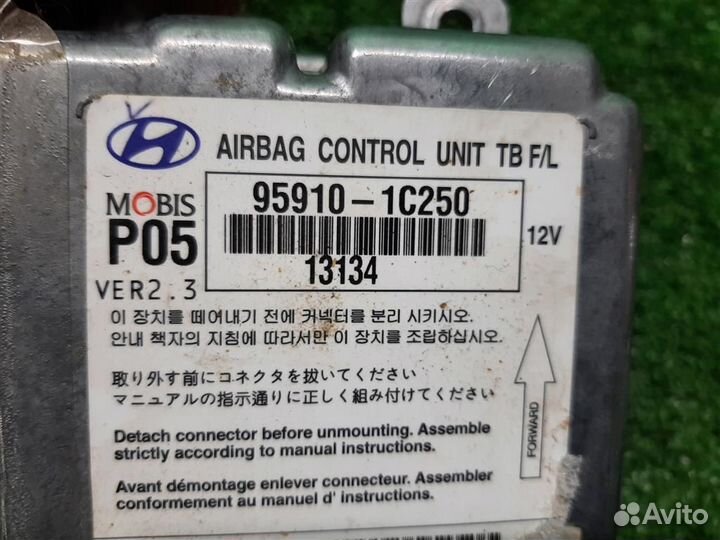 AIRBAG CONTROL UNIT TB F/L
MOBIS
95910-1C250
P05
13134
12V
VER2.3
이 장치를 떼어내기 전에 커넥터를 분리 시키시오.
안내 책자의 지침에 따라서만 이 장치를 조립하십시오.
取り外す前にコネクタを抜いてください
マニュアルの指示通りに正しく組み付けてください
FORWARD
Detach connector before unmounting. Assemble
strictly according to manual instructions.
Avant démontage enlever connecteur. Assembler
conformement au manuel d' instructions.
Avito